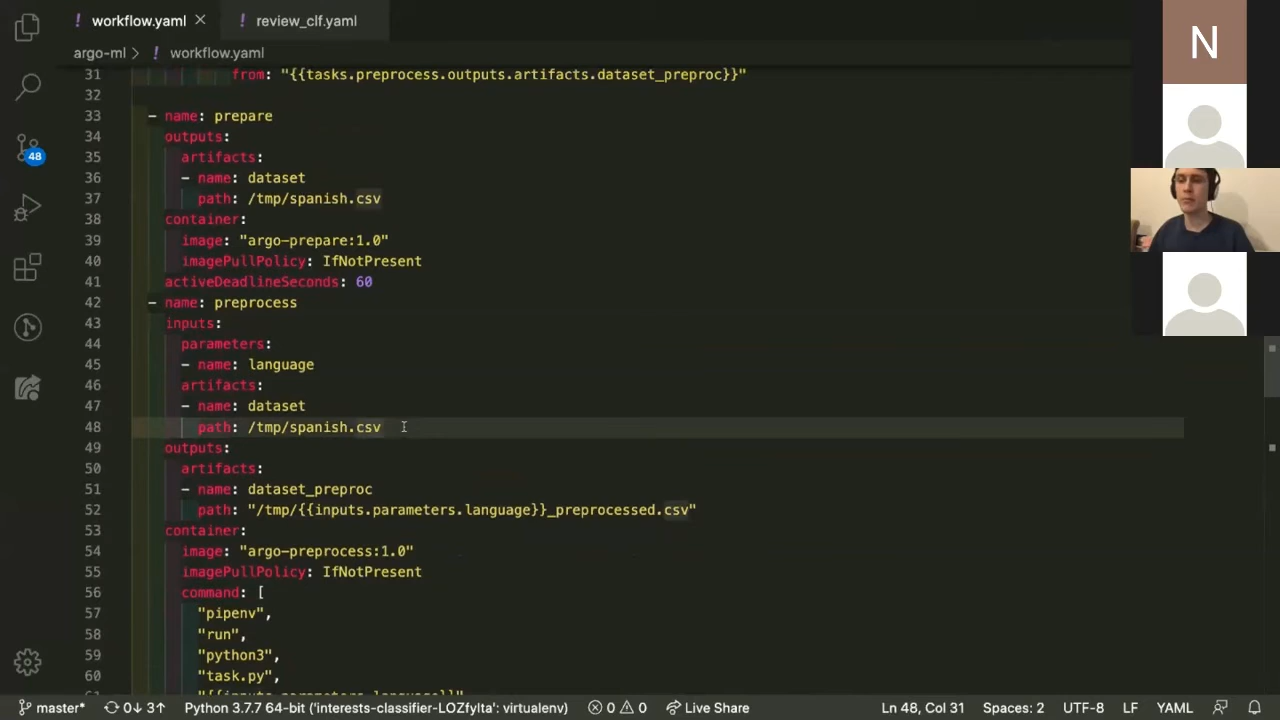 ! workflow.yaml ×
! review_clf.yaml
N
argo-ml > ! workflow.yaml
31 from: "{{tasks.preprocess.outputs.artifacts.dataset_preproc}}"
32
33 - name: prepare
34 outputs:
35 artifacts:
36 - name: dataset
37 path: /tmp/spanish.csv
38 container:
39 image: "argo-prepare:1.0"
40 imagePullPolicy: IfNotPresent
41 activeDeadlineSeconds: 60
42 - name: preprocess
43 inputs:
44 parameters:
45 - name: language
46 artifacts:
47 - name: dataset
48 path: /tmp/spanish.csv
49 outputs:
50 artifacts:
51 - name: dataset_preproc
52 path: "/tmp/{{inputs.parameters.language}}_preprocessed.csv"
53 container:
54 image: "argo-preprocess:1.0"
55 imagePullPolicy: IfNotPresent
56 command: [
57 "pipenv",
58 "run",
59 "python3",
60 "task.py",
61 "{{inputs.parameters.language}}"
48
master* 0↓ 3↑ Python 3.7.7 64-bit ('interests-classifier-LOZfylta': virtualenv) 0 0 Live Share Ln 48, Col 31 Spaces: 2 UTF-8 LF YAML